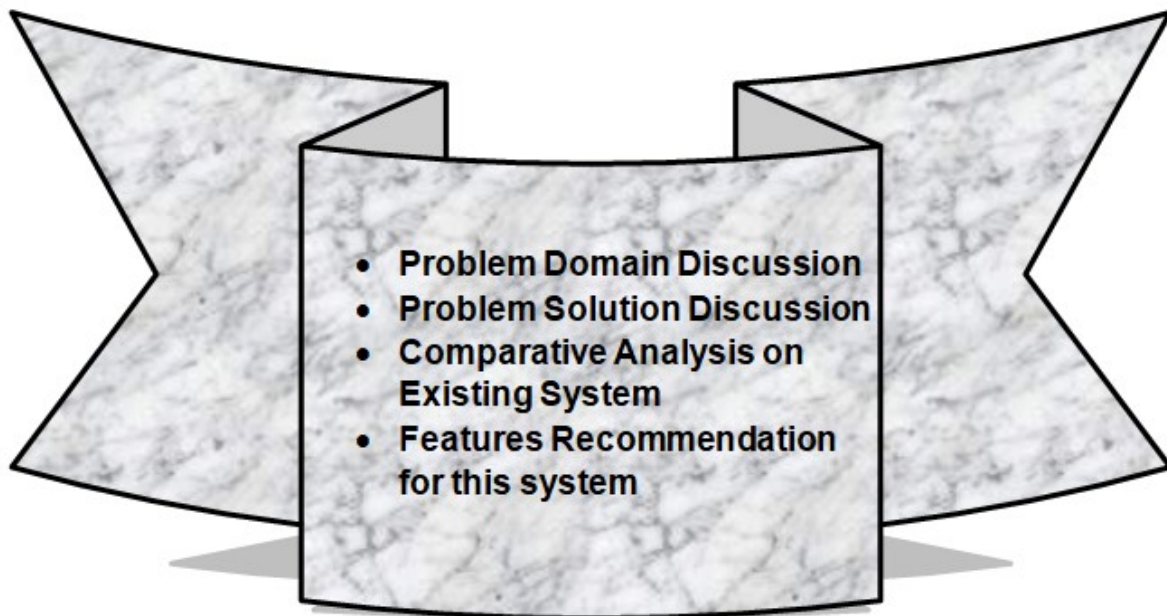 • Problem Domain Discussion
• Problem Solution Discussion
• Comparative Analysis on
Existing System
• Features Recommendation
for this system